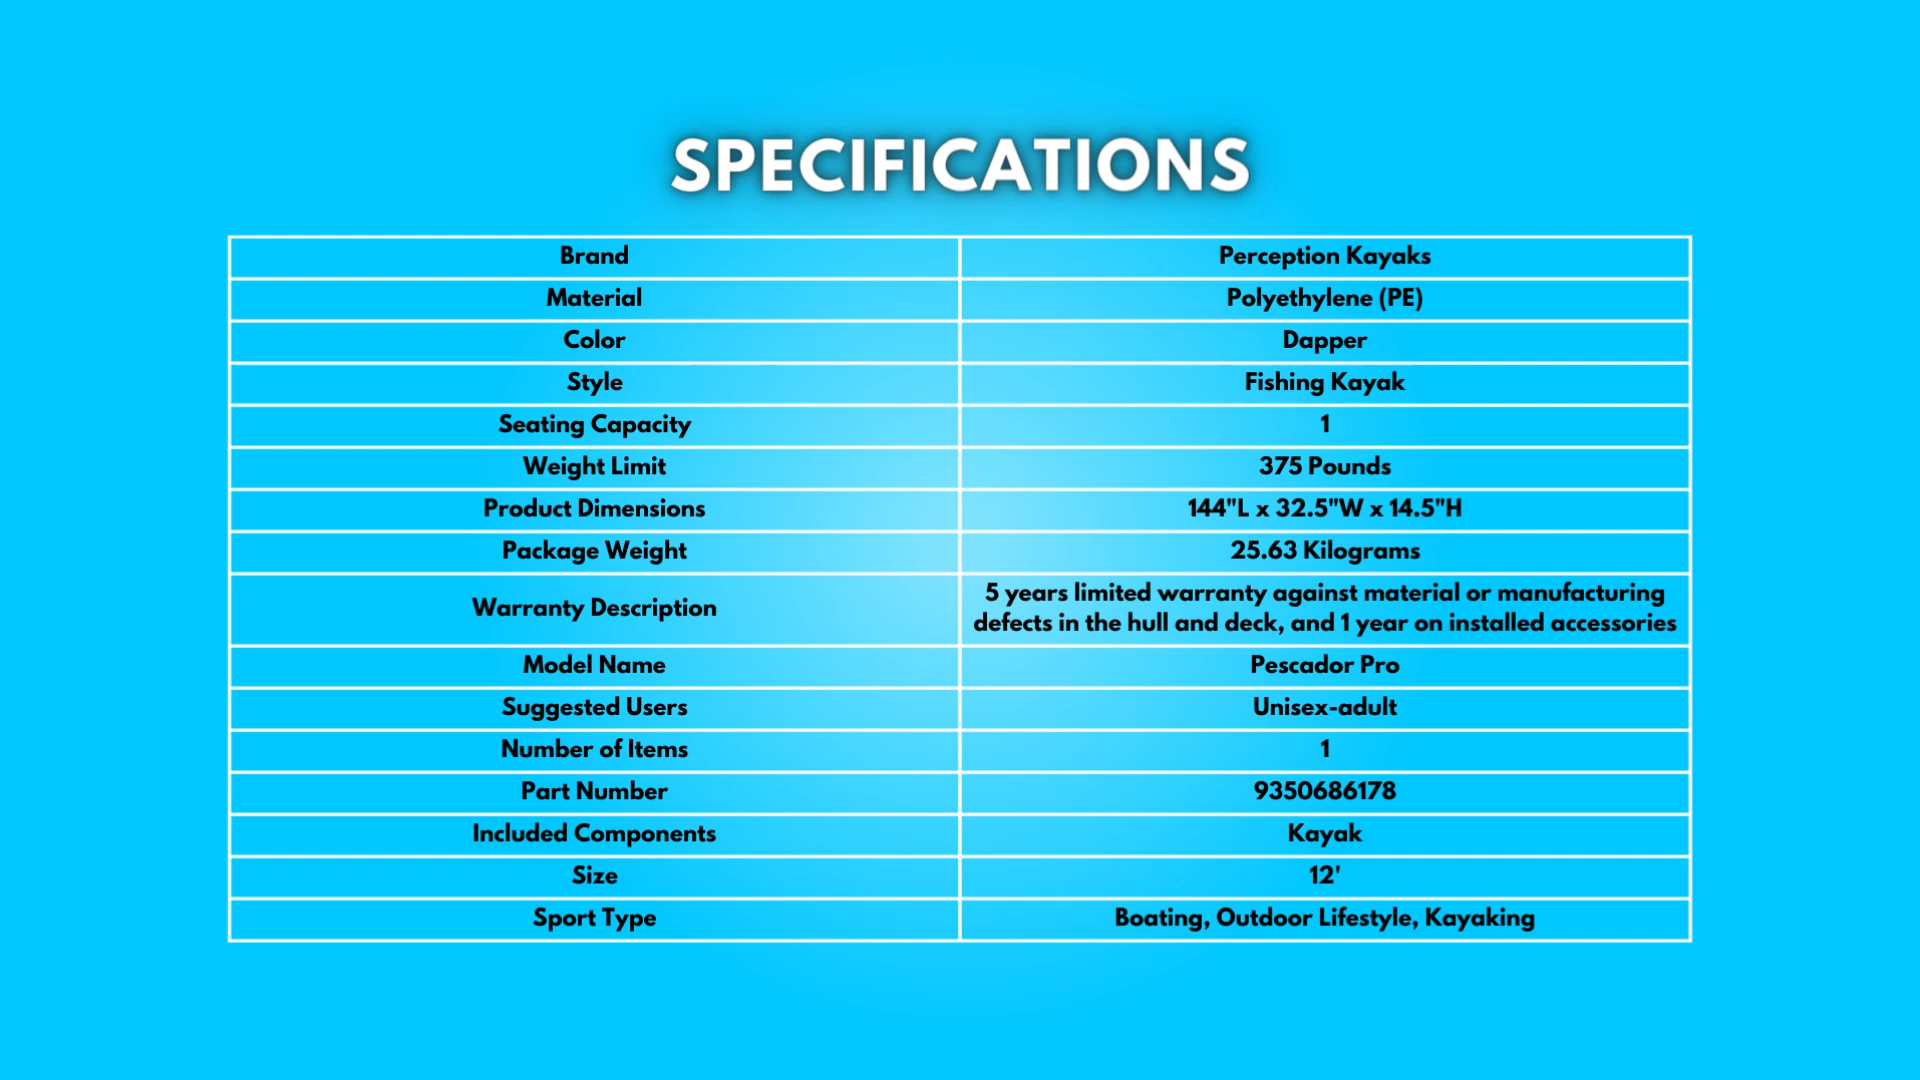 SPECIFICATIONS
Brand Perception Kayaks
Material Polyethylene (PE)
Color Dapper
Style Fishing Kayak
Seating Capacity 1
Weight Limit 375 Pounds
Product Dimensions 144"L x 32.5"W x 14.5"H
Package Weight 25.63 Kilograms
Warranty Description 5 years limited warranty against material or manufacturing
defects in the hull and deck, and 1 year on installed accessories
Model Name Pescador Pro
Suggested Users Unisex-adult
Number of Items 1
Part Number 9350686178
Included Components Kayak
Size 12'
Sport Type Boating, Outdoor Lifestyle, Kayaking